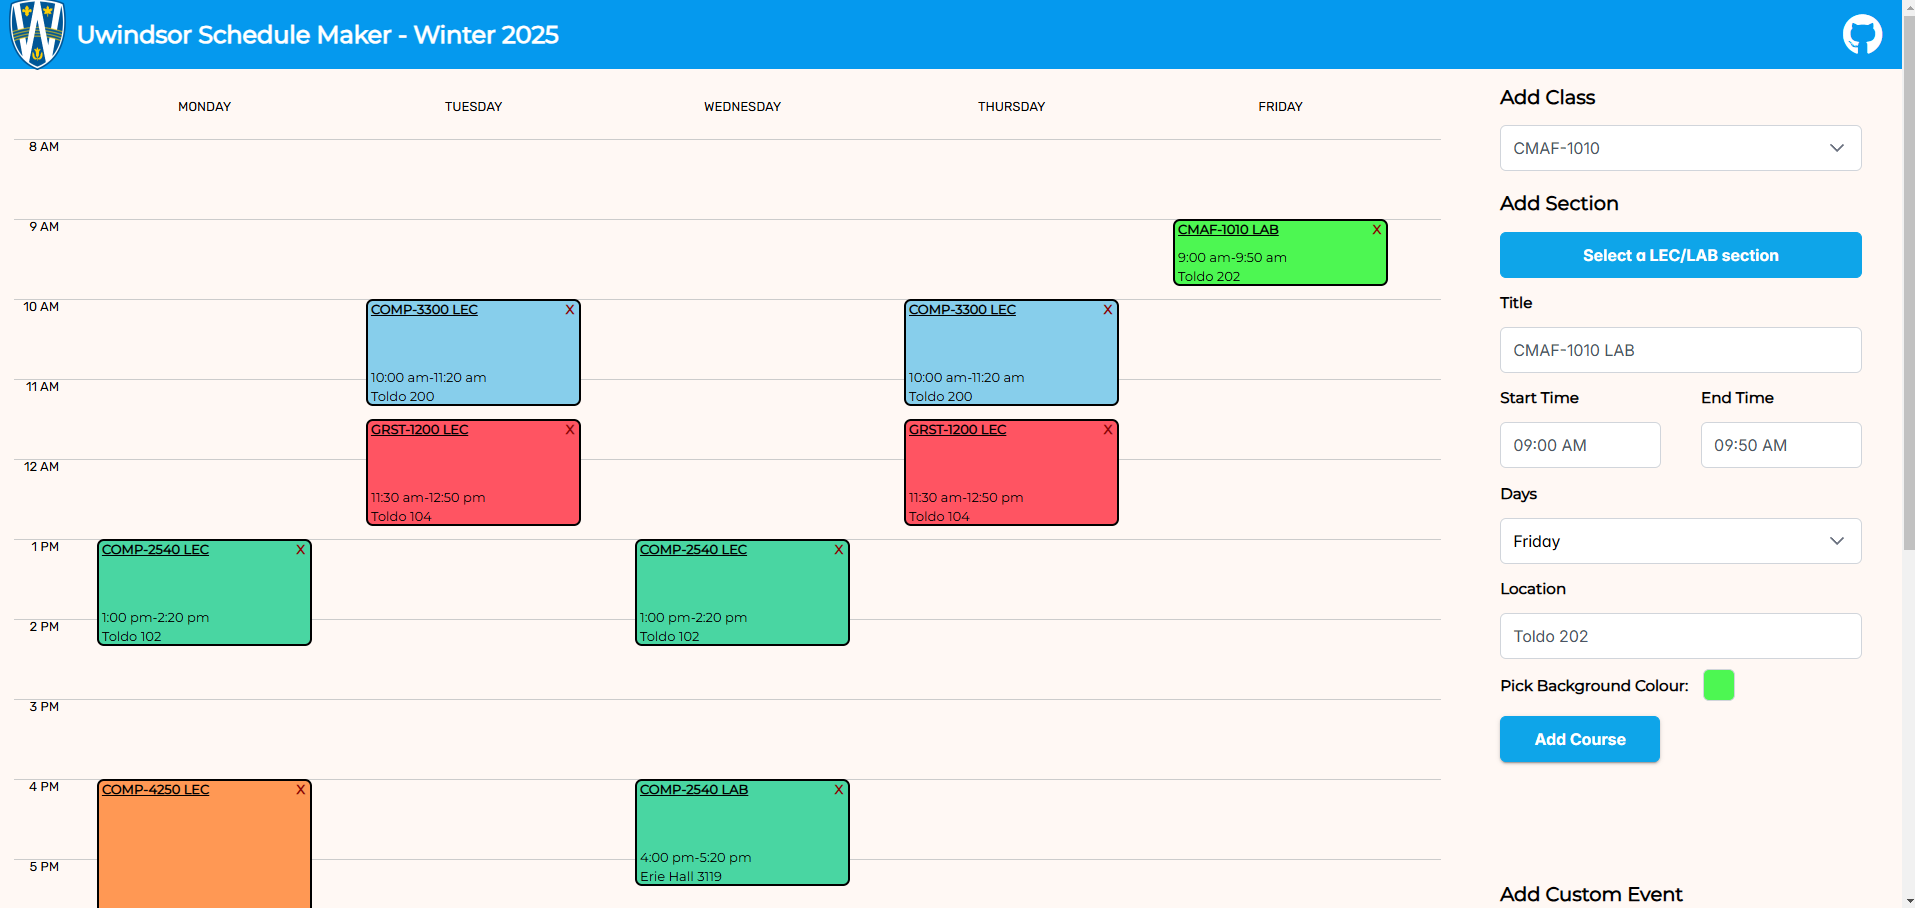 Uwindsor Schedule Maker - Winter 2025
MONDAY TUESDAY WEDNESDAY THURSDAY FRIDAY
8 AM
9 AM
CMAF-1010 LAB X
9:00 am-9:50 am
Toldo 202
10 AM
COMP-3300 LEC X
10:00 am-11:20 am
Toldo 200
COMP-3300 LEC X
10:00 am-11:20 am
Toldo 200
11 AM
GRST-1200 LEC X
11:30 am-12:50 pm
Toldo 104
GRST-1200 LEC X
11:30 am-12:50 pm
Toldo 104
12 AM
1 PM
COMP-2540 LEC X
1:00 pm-2:20 pm
Toldo 102
COMP-2540 LEC X
1:00 pm-2:20 pm
Toldo 102
2 PM
3 PM
4 PM
COMP-4250 LEC X
COMP-2540 LAB X
4:00 pm-5:20 pm
Erie Hall 3119
5 PM
Add Class
CMAF-1010
Add Section
Select a LEC/LAB section
Title
CMAF-1010 LAB
Start Time End Time
09:00 AM 09:50 AM
Days
Friday
Location
Toldo 202
Pick Background Colour:
Add Course
Add Custom Event